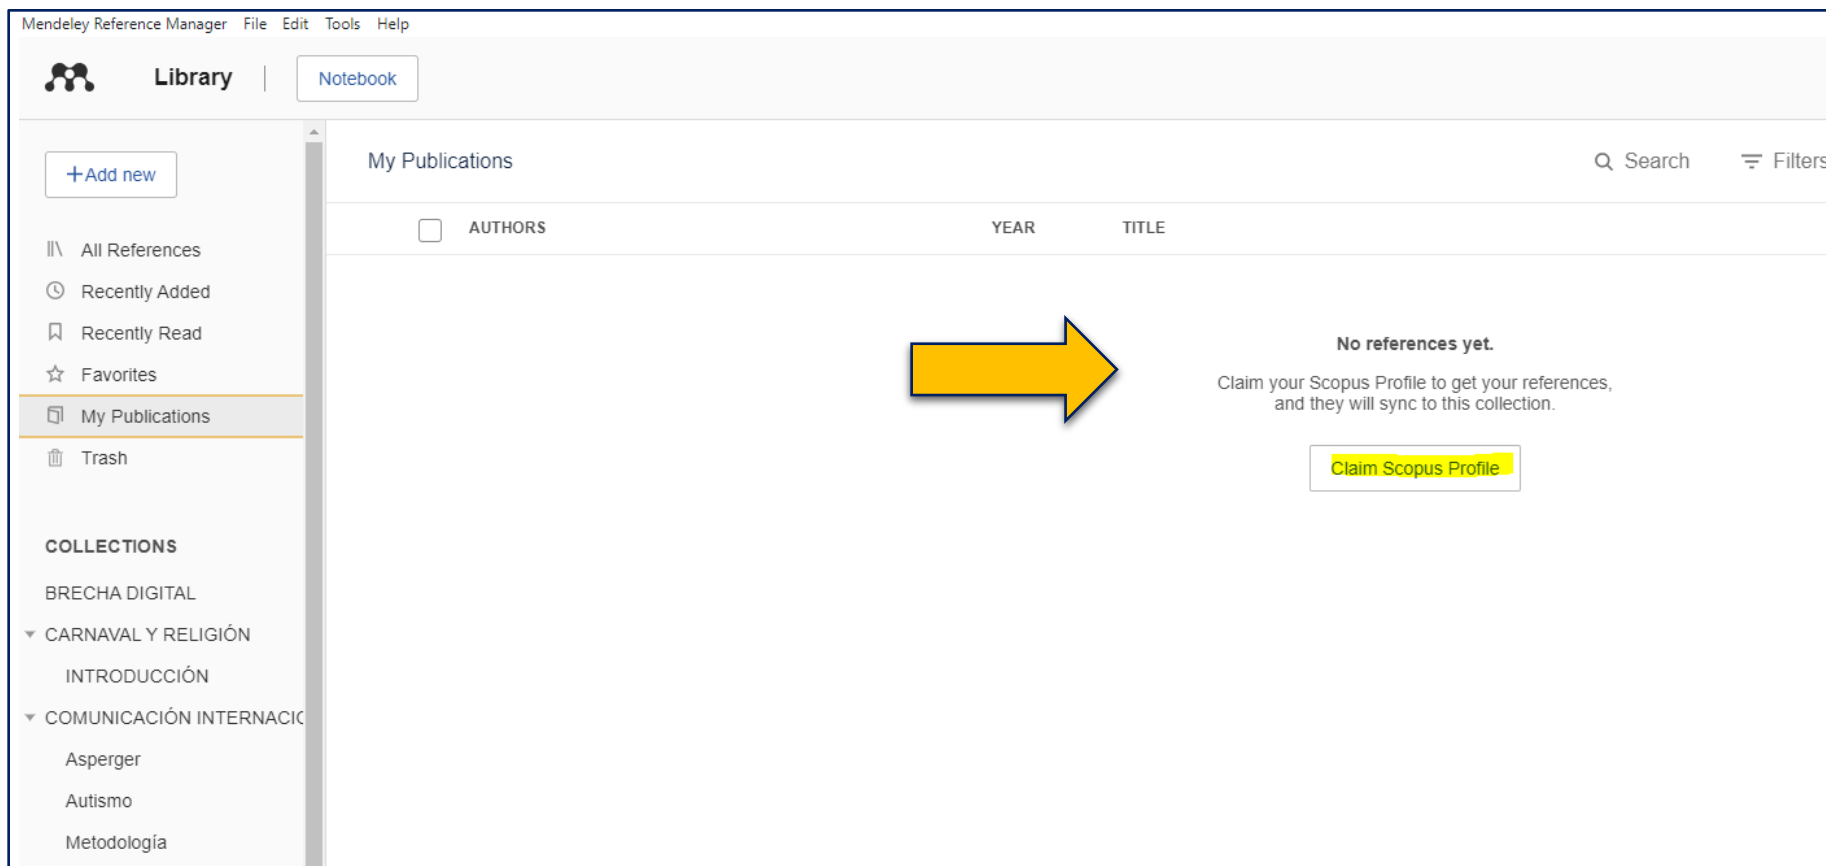 Mendeley Reference Manager File Edit Tools Help
Library
Notebook
+Add new
All References
Recently Added
Recently Read
Favorites
My Publications
Trash
COLLECTIONS
BRECHA DIGITAL
CARNAVAL Y RELIGIÓN
INTRODUCCIÓN
COMUNICACIÓN INTERNACIO
Asperger
Autismo
Metodología
My Publications
Search
Filters
AUTHORS YEAR TITLE
No references yet.
Claim your Scopus Profile to get your references,
and they will sync to this collection.
Claim Scopus Profile